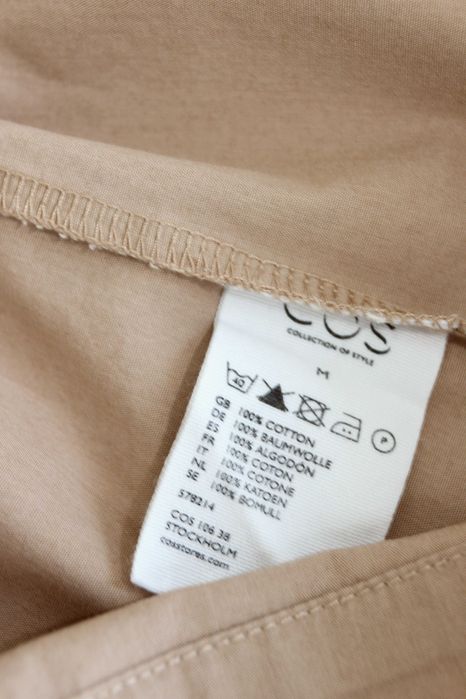 COS
COLLECTION OF STYLE
M
40 P
GB 100% COTTON
DE 100% BAUMWOLLE
ES 100% ALGODÓN
FR 100% COTON
IT 100% COTONE
NL 100% KATOEN
SE 100% BOMULL
578214
COS 106 38
STOCKHOLM
cosstores.com